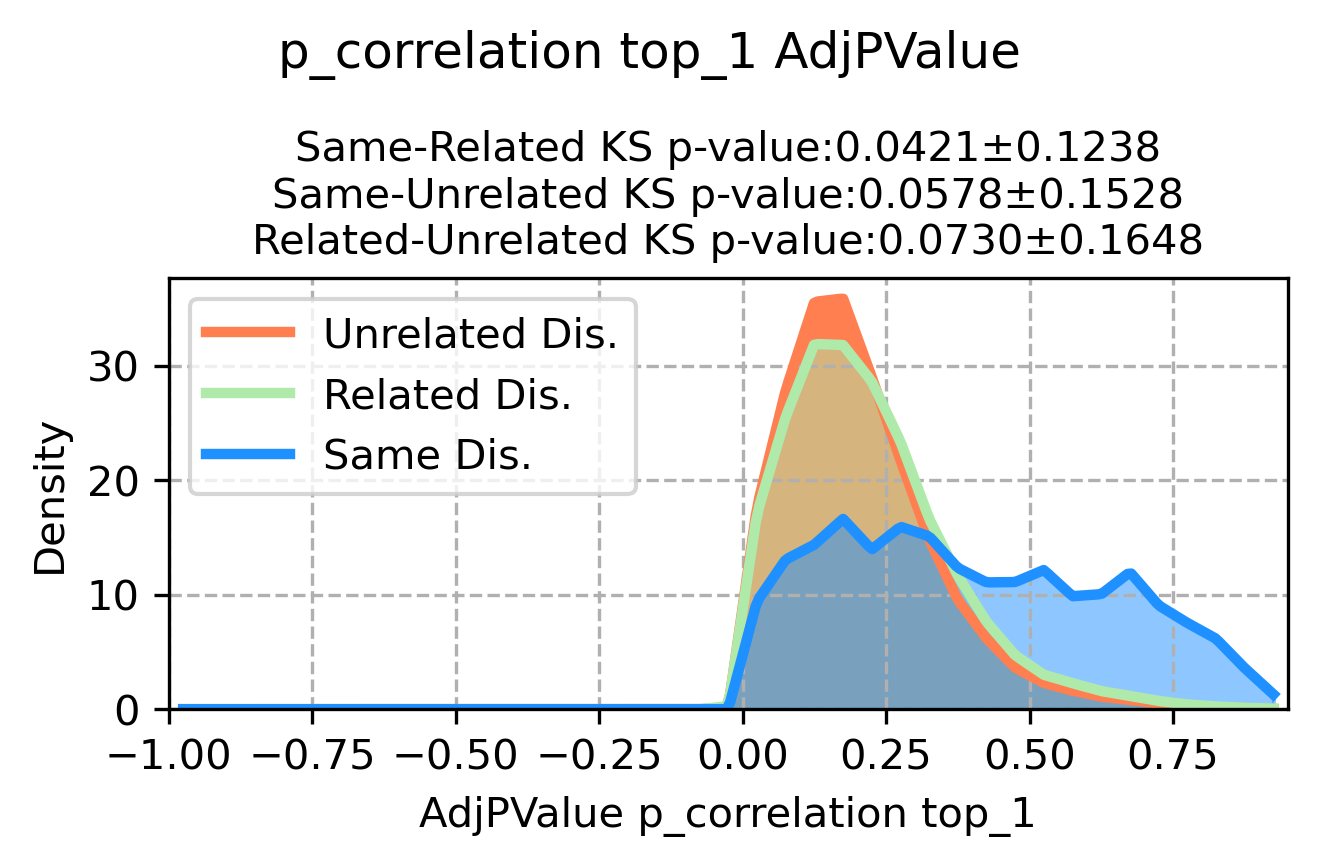 p_correlation top_1 AdjPValue
Same-Related KS p-value:0.0421±0.1238
Same-Unrelated KS p-value:0.0578±0.1528
Related-Unrelated KS p-value:0.0730±0.1648
Unrelated Dis.
Related Dis.
Same Dis.
Density
30
20
10
0
−1.00 −0.75 −0.50 −0.25 0.00 0.25 0.50 0.75
AdjPValue p_correlation top_1